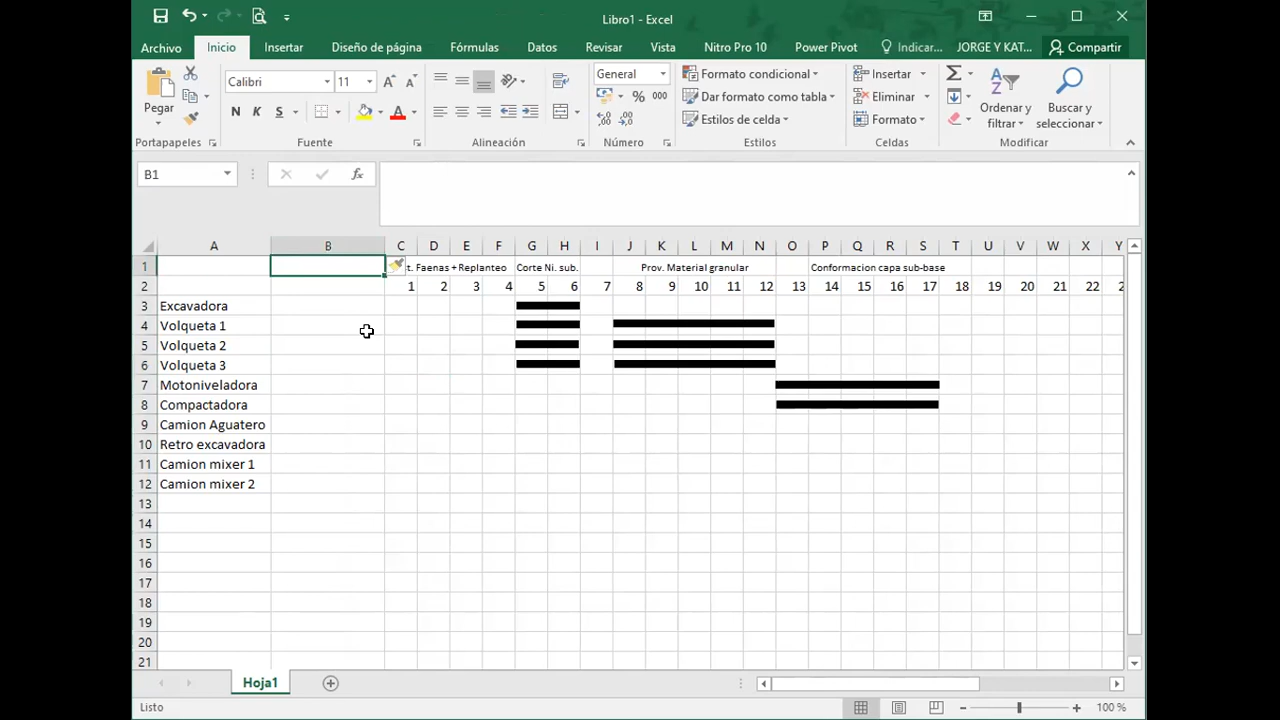 Libro1 - Excel
Archivo Inicio Insertar Diseño de página Fórmulas Datos Revisar Vista Nitro Pro 10 Power Pivot Indicar... JORGE Y KAT... Compartir
Pegar
Calibri 11
N K S
General
% 000
Formato condicional
Dar formato como tabla
Estilos de celda
Insertar
Eliminar
Formato
Ordenar y filtrar
Buscar y seleccionar
Portapapeles Fuente Alineación Número Estilos Celdas Modificar
B1 fx
A B C D E F G H I J K L M N O P Q R S T U V W X Y
1 t. Faenas + Replanteo Corte Ni. sub. Prov. Material granular Conformacion capa sub-base
2 1 2 3 4 5 6 7 8 9 10 11 12 13 14 15 16 17 18 19 20 21 22 2
3 Excavadora
4 Volqueta 1
5 Volqueta 2
6 Volqueta 3
7 Motoniveladora
8 Compactadora
9 Camion Aguatero
10 Retro excavadora
11 Camion mixer 1
12 Camion mixer 2
13
14
15
16
17
18
19
20
21
Hoja1
Listo 100 %